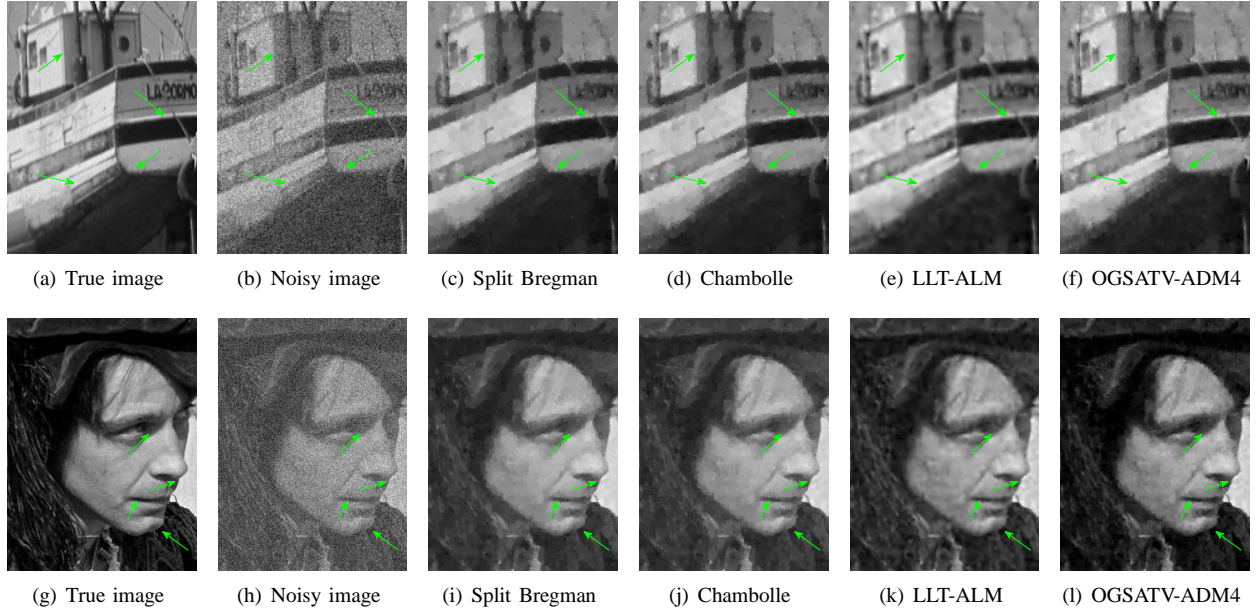 LACORNO
(a) True image
(b) Noisy image
(c) Split Bregman
(d) Chambolle
(e) LLT-ALM
(f) OGSATV-ADM4
(g) True image
(h) Noisy image
(i) Split Bregman
(j) Chambolle
(k) LLT-ALM
(l) OGSATV-ADM4